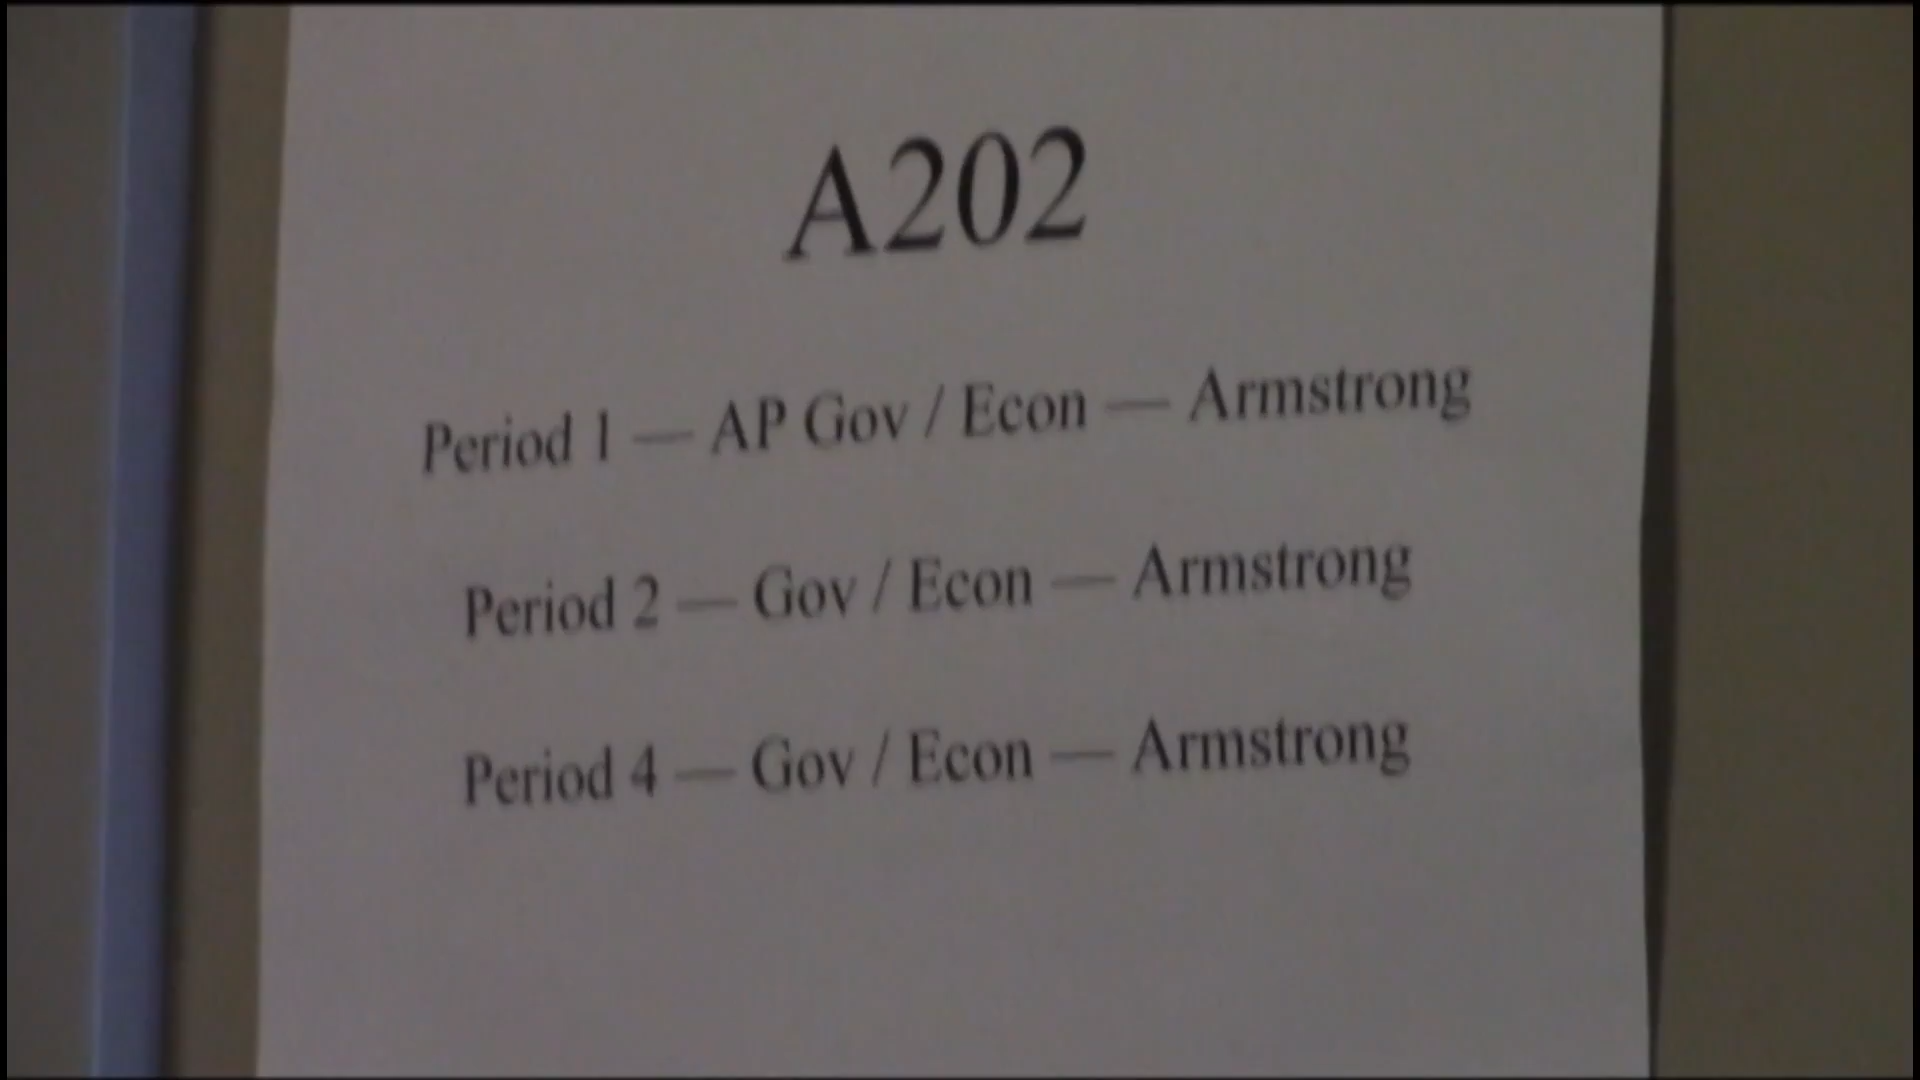 A202
Period 1 — AP Gov / Econ — Armstrong
Period 2 — Gov / Econ — Armstrong
Period 4 — Gov / Econ — Armstrong